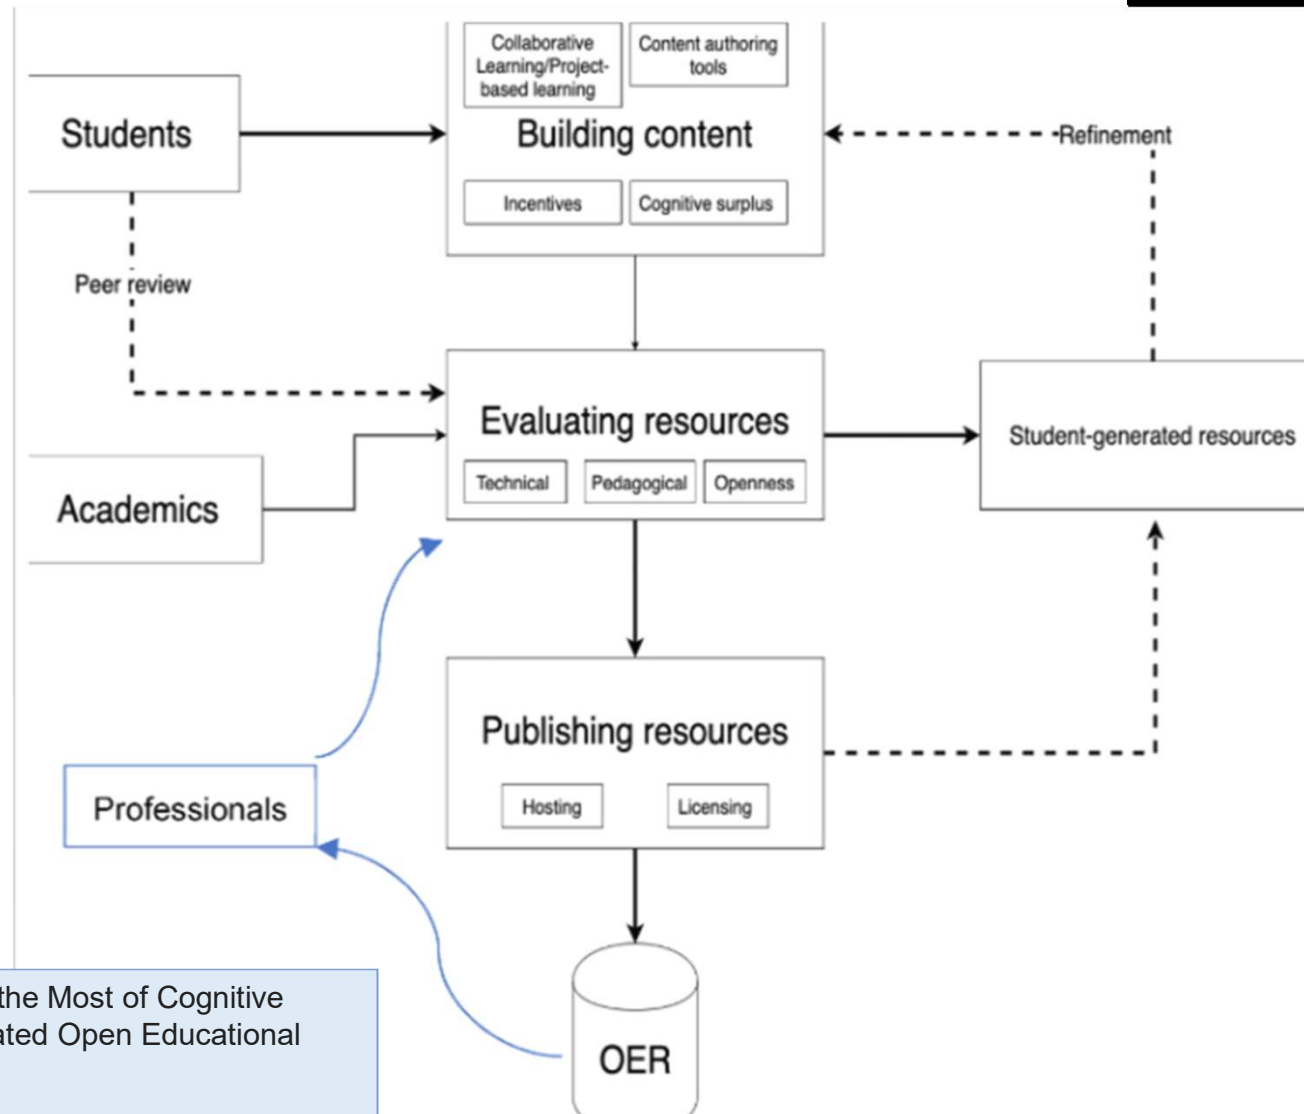 Collaborative
Learning/Project-
based learning
Content authoring
tools
Students
Building content
Refinement
Incentives
Cognitive surplus
Peer review
Evaluating resources
Student-generated resources
Technical
Pedagogical
Openness
Academics
Publishing resources
Professionals
Hosting
Licensing
the Most of Cognitive
ated Open Educational
OER